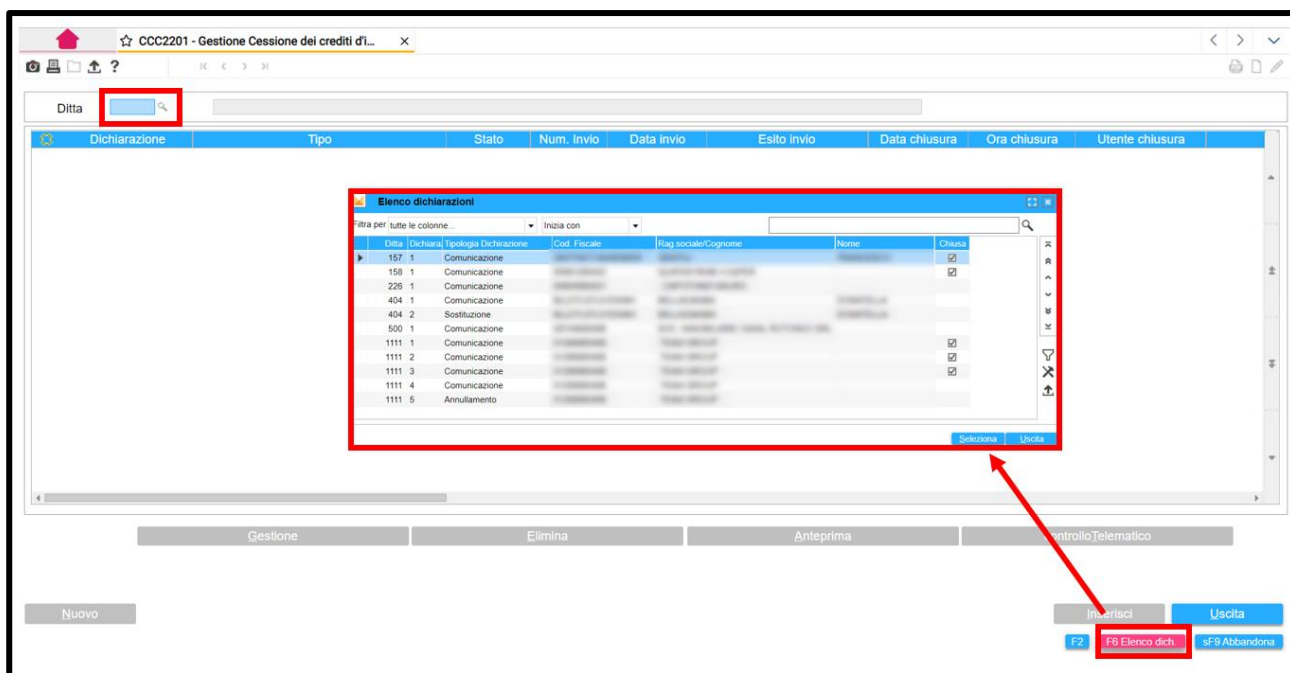 CCC2201 - Gestione Cessione dei crediti d'i...
Ditta
Dichiarazione Tipo Stato Num. Invio Data invio Esito invio Data chiusura Ora chiusura Utente chiusura
Elenco dichiarazioni
Filtra per tutte le colonne... Inizia con
Ditta Dichiara Tipologia Dichirazione Cod. Fiscale Rag.sociale/Cognome Nome Chiusa
157 1 Comunicazione
158 1 Comunicazione
226 1 Comunicazione
404 1 Comunicazione
404 2 Sostituzione
500 1 Comunicazione
1111 1 Comunicazione
1111 2 Comunicazione
1111 3 Comunicazione
1111 4 Comunicazione
1111 5 Annullamento
Seleziona Uscita
Gestione Elimina Anteprima ControlloTelematico
Nuovo Inserisci Uscita
F2 F6 Elenco dich. sF9 Abbandona